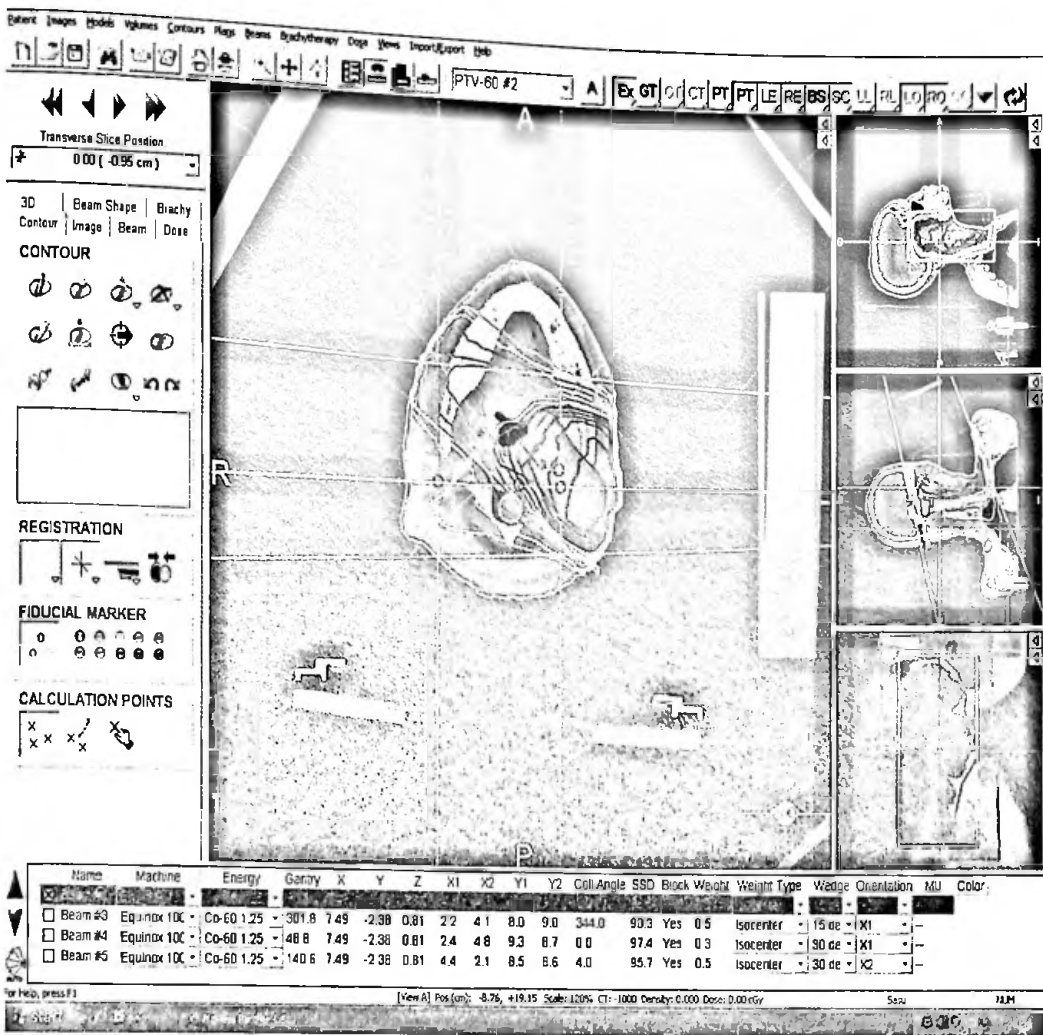 Patient Images Models Volumes Contours Plugs Beams Brachytherapy Dose Views Import/Export Help
PTV-60 #2 A Ex GT GT CT PT PT LE RE BS SC LL RL LO RO
Transverse Slice Position
0.00 ( -0.95 cm )
3D Beam Shape Brachy
Contour Image Beam Dose
CONTOUR
A
R
P
REGISTRATION
FIDUCIAL MARKER
CALCULATION POINTS
Name Machine Energy Gantry X Y Z X1 X2 Y1 Y2 Coll Angle SSD Block Weight Weight Type Wedge Orientation MU Color
Beam #3 Equinox 10C Co-60 1.25 301.8 7.49 -2.38 0.81 2.2 4.1 8.0 9.0 344.0 90.3 Yes 0.5 Isocenter 15 de X1 --
Beam #4 Equinox 10C Co-60 1.25 48.8 7.49 -2.38 0.81 2.4 4.8 9.3 8.7 0.0 97.4 Yes 0.3 Isocenter 30 de X1 --
Beam #5 Equinox 10C Co-60 1.25 140.6 7.49 -2.38 0.81 4.4 2.1 8.5 8.6 4.0 95.7 Yes 0.5 Isocenter 30 de X2 --
For Help, press F1
[View A] Pos (cm): -8.76, +19.15 Scale: 120% CT: -1000 Density: 0.000 Dose: 0.00 cGy
NUM